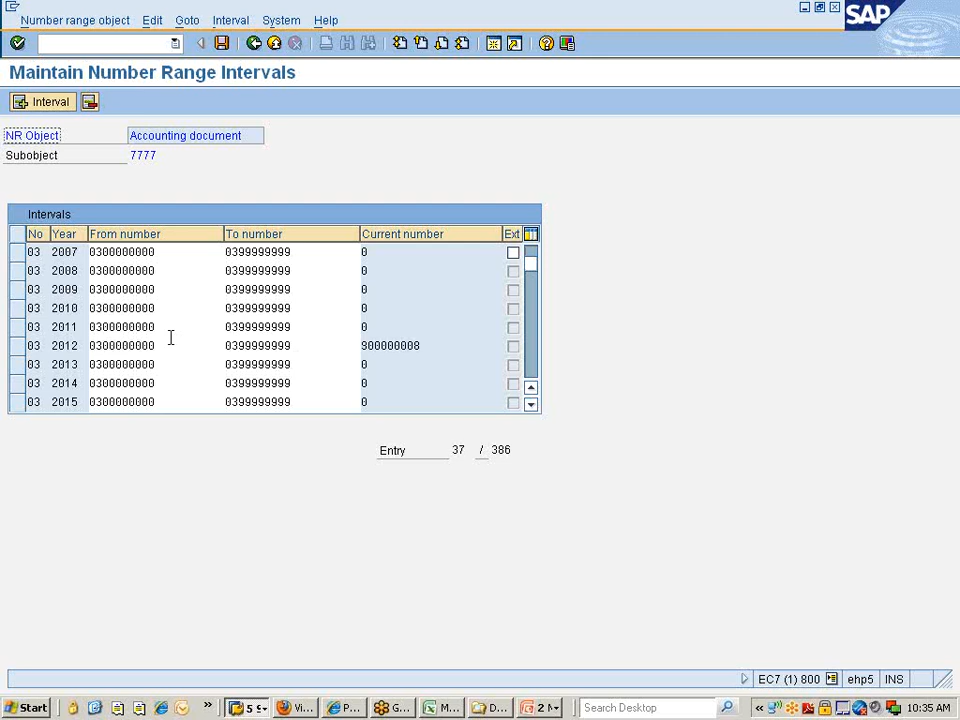 Number range object Edit Goto Interval System Help
SAP
Maintain Number Range Intervals
Interval
NR Object Accounting document
Subobject 7777
Intervals
No Year From number To number Current number Ext
03 2007 0300000000 0399999999 0
03 2008 0300000000 0399999999 0
03 2009 0300000000 0399999999 0
03 2010 0300000000 0399999999 0
03 2011 0300000000 0399999999 0
03 2012 0300000000 0399999999 300000008
03 2013 0300000000 0399999999 0
03 2014 0300000000 0399999999 0
03 2015 0300000000 0399999999 0
Entry 37 / 386
EC7 (1) 800 ehp5 INS
Start » 5 S Vi... P... G... M... D... 2 M Search Desktop « 10:35 AM